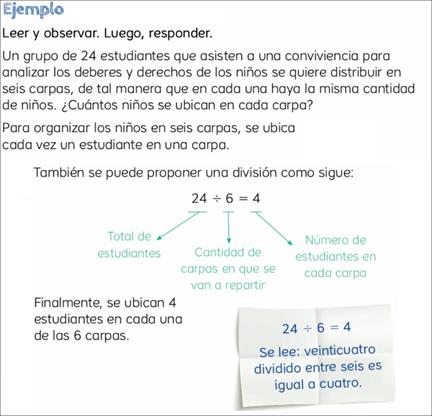 Ejemplo
Leer y observar. Luego, responder.
Un grupo de 24 estudiantes que asisten a una conviviencia para
analizar los deberes y derechos de los niños se quiere distribuir en
seis carpas, de tal manera que en cada una haya la misma cantidad
de niños. ¿Cuántos niños se ubican en cada carpa?
Para organizar los niños en seis carpas, se ubica
cada vez un estudiante en una carpa.
También se puede proponer una división como sigue:
24 ÷ 6 = 4
Total de
estudiantes
Cantidad de
carpas en que se
van a repartir
Número de
estudiantes en
cada carpa
Finalmente, se ubican 4
estudiantes en cada una
de las 6 carpas.
24 ÷ 6 = 4
Se lee: veinticuatro
dividido entre seis es
igual a cuatro.